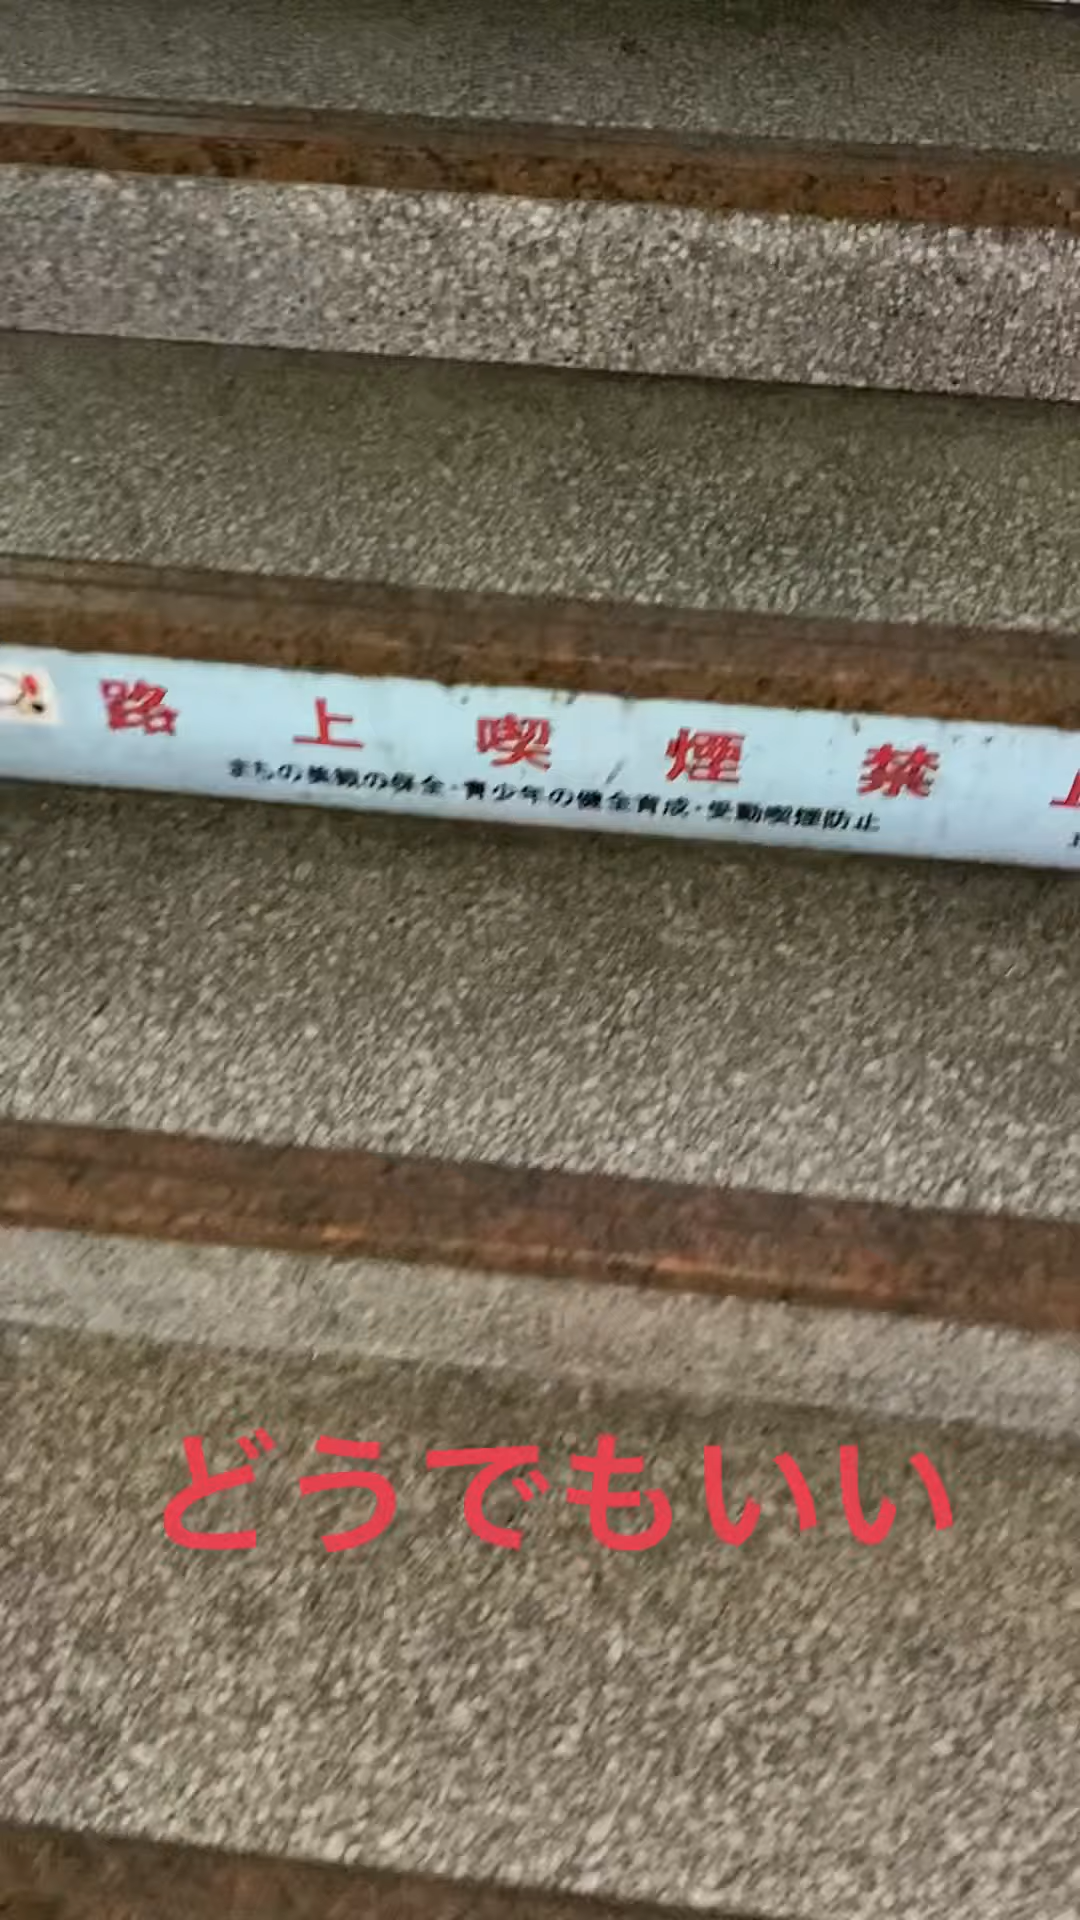 路上喫煙禁止
まちの美観の保全・青少年の健全育成・受動喫煙防止
どうでもいい